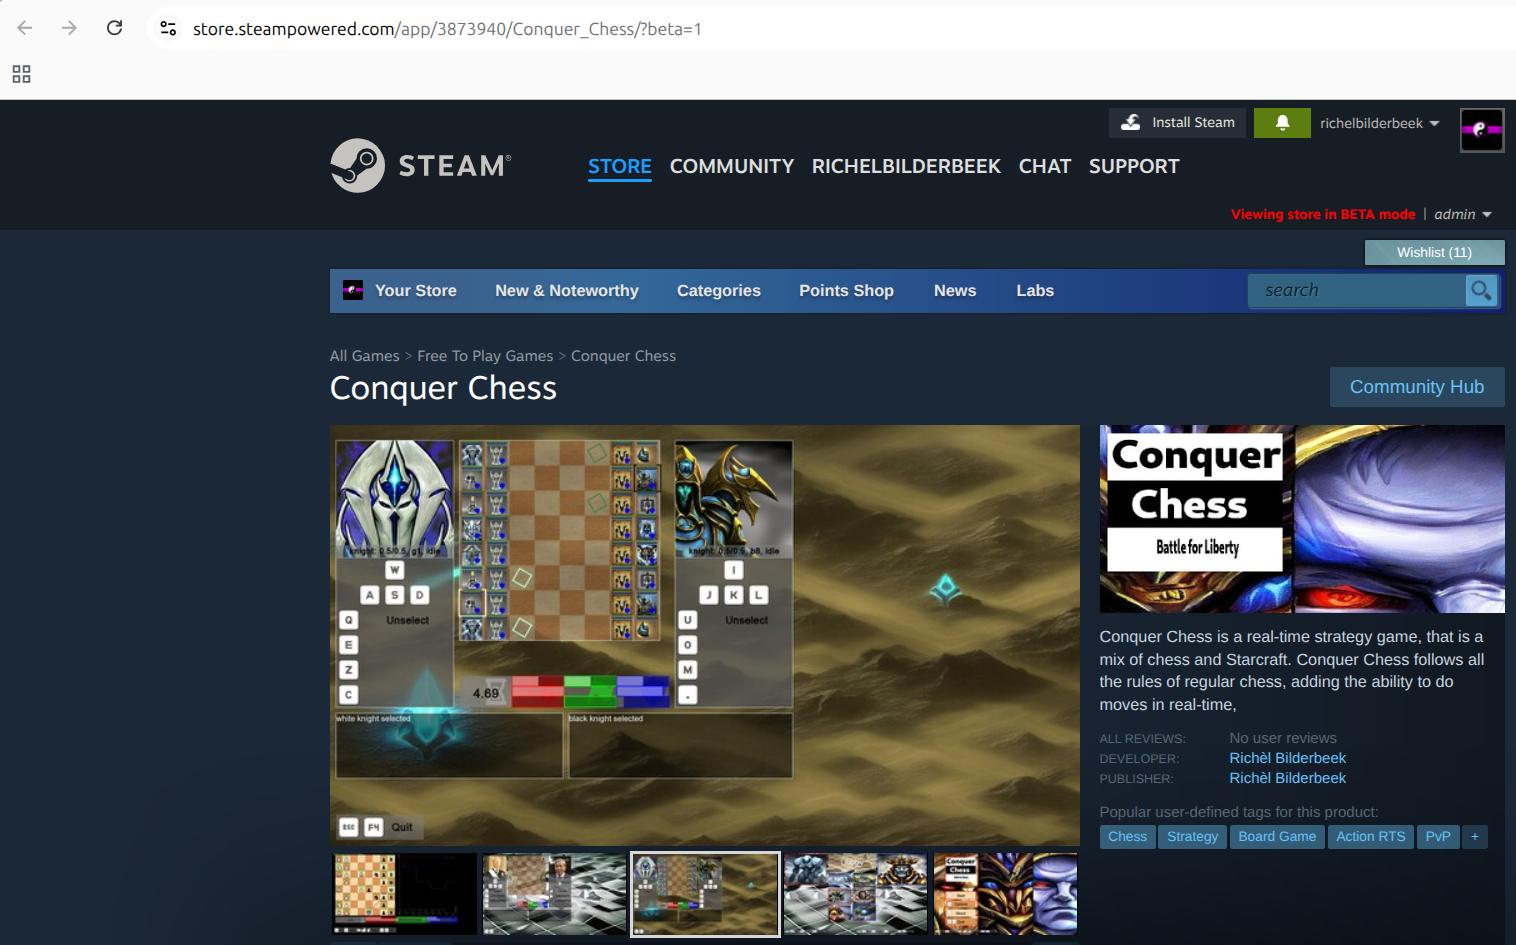 store.steampowered.com/app/3873940/Conquer_Chess/?beta=1
Install Steam
richelbilderbeek
STEAM®
STORE COMMUNITY RICHELBILDERBEEK CHAT SUPPORT
Viewing store in BETA mode | admin
Wishlist (11)
Your Store New & Noteworthy Categories Points Shop News Labs
search
All Games > Free To Play Games > Conquer Chess
Conquer Chess
Community Hub
knight: 0.5/0.5, g1, idle
knight: 0.5/0.5, b8, idle
W
A S D
Q
Unselect
E
Z
C
I
J K L
U
Unselect
O
M
.
4.69
white knight selected
black knight selected
ESC F4 Quit
Conquer
Chess
Battle for Liberty
Conquer Chess is a real-time strategy game, that is a
mix of chess and Starcraft. Conquer Chess follows all
the rules of regular chess, adding the ability to do
moves in real-time,
ALL REVIEWS: No user reviews
DEVELOPER: Richèl Bilderbeek
PUBLISHER: Richèl Bilderbeek
Popular user-defined tags for this product:
Chess Strategy Board Game Action RTS PvP +
Conquer
Chess